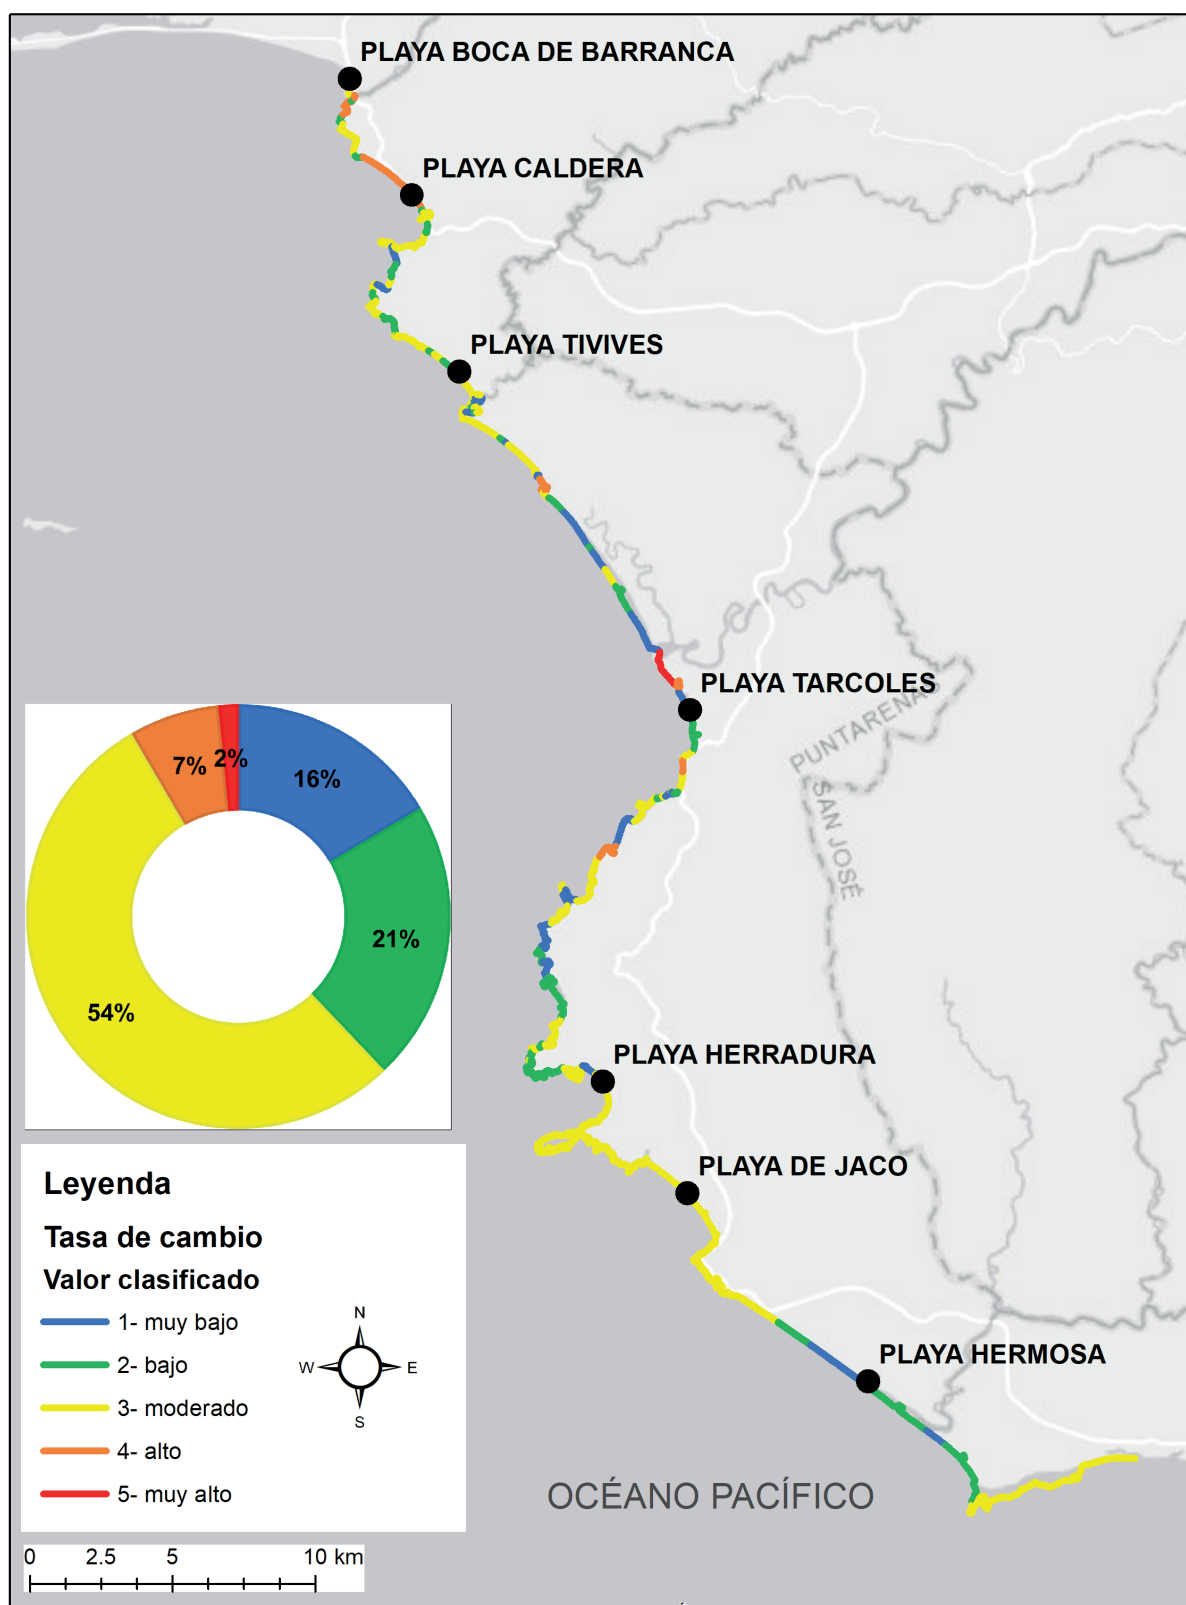 PLAYA BOCA DE BARRANCA
PLAYA CALDERA
PLAYA TIVIVES
PLAYA TARCOLES
PUNTARENAS
SAN JOSÉ
7%
2%
16%
21%
54%
PLAYA HERRADURA
PLAYA DE JACO
PLAYA HERMOSA
OCÉANO PACÍFICO
Leyenda
Tasa de cambio
Valor clasificado
1- muy bajo
2- bajo
3- moderado
4- alto
5- muy alto
N
W
E
S
0 2.5 5 10 km